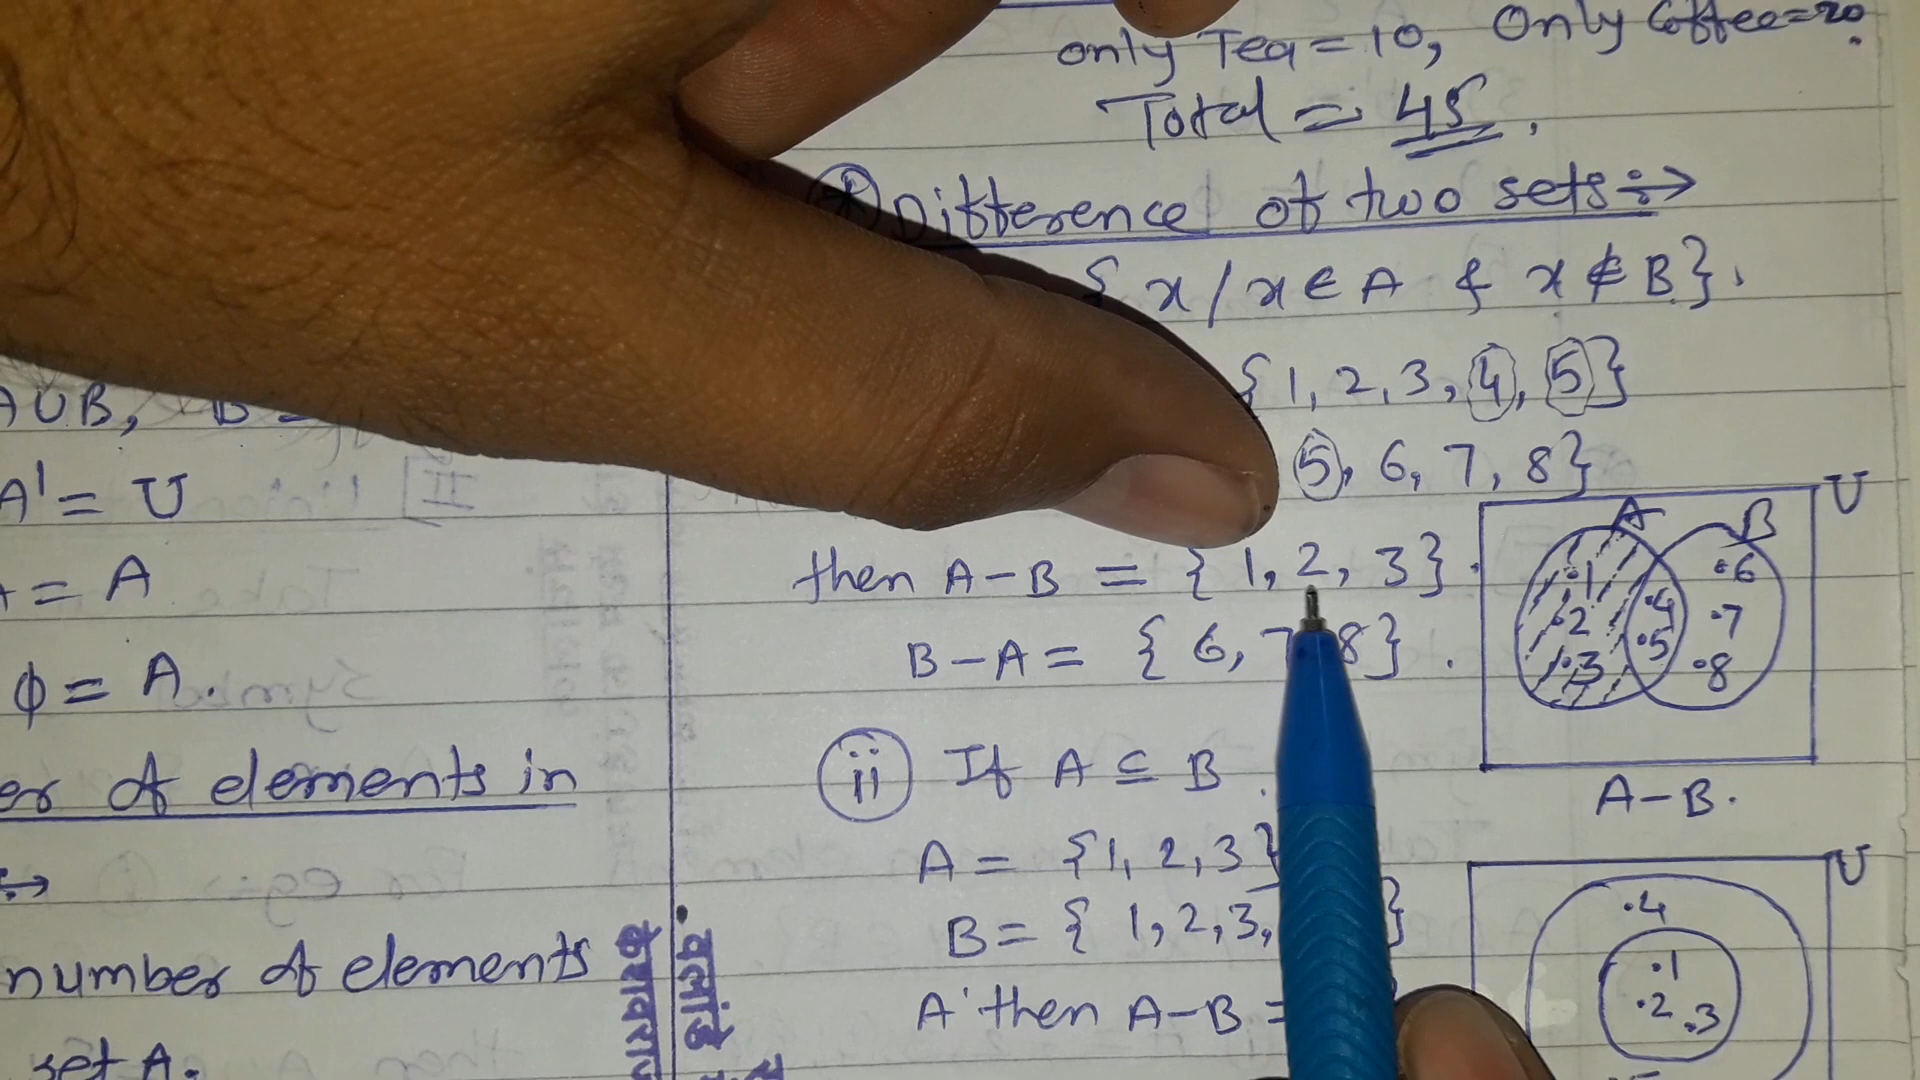 AUB,
A' = U
= A
φ = A.
er of elements in
number of elements
set A.
only Tea = 10, Only Coffee = 20.
Total = 45.
Difference of two sets :→
{ x / x ∈ A & x ∉ B}.
{ 1, 2, 3, 4, 5}
5, 6, 7, 8}
then A - B = { 1, 2, 3}.
B - A = { 6, 7 8} .
ii If A ⊆ B
A = {1, 2, 3}
B = { 1, 2, 3, }
A then A - B =
U
A B
.1 .4 .6
.2 .5 .7
.3 .8
A - B.
U
.4
.1
.2 .3